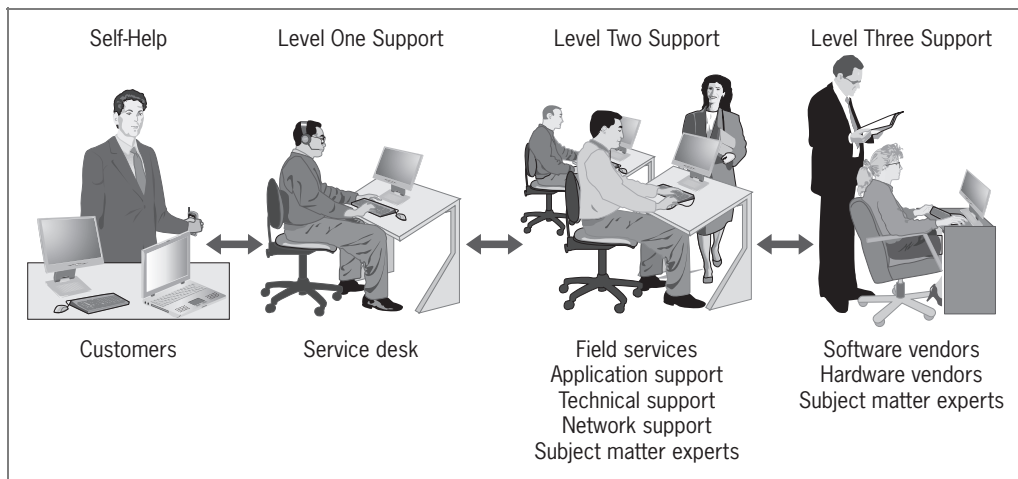 Self-Help
Level One Support
Level Two Support
Level Three Support
Customers
Service desk
Field services
Application support
Technical support
Network support
Subject matter experts
Software vendors
Hardware vendors
Subject matter experts